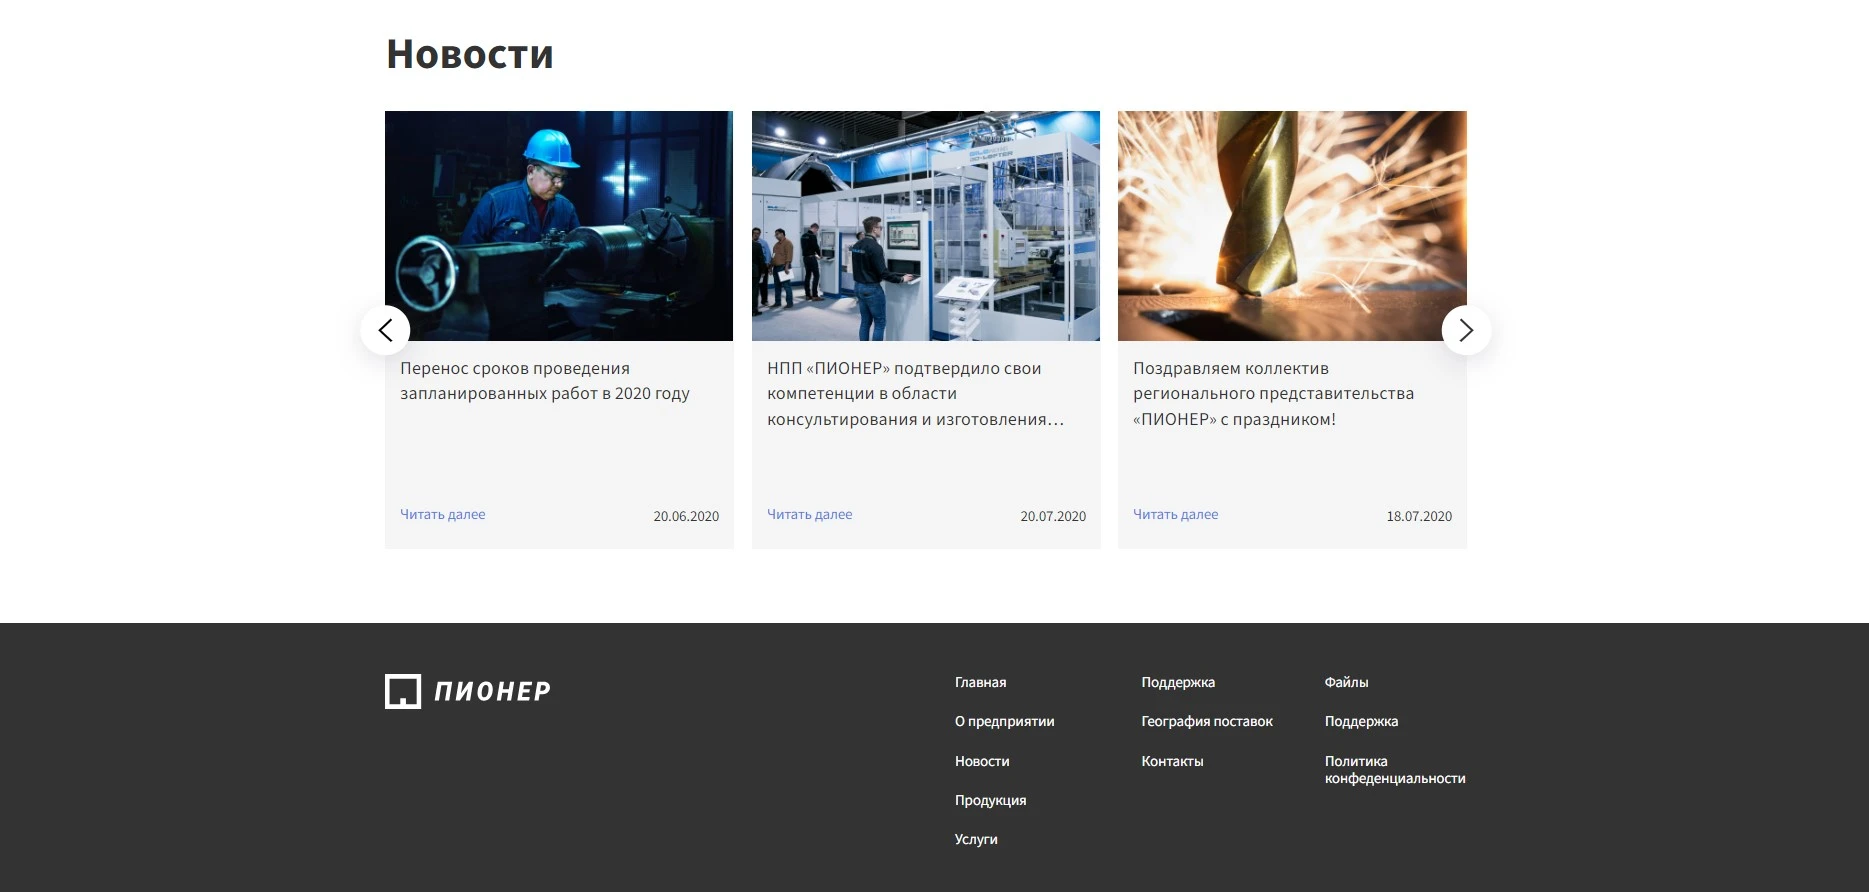 Новости
Перенос сроков проведения
запланированных работ в 2020 году
Читать далее
20.06.2020
НПП «ПИОНЕР» подтвердило свои
компетенции в области
консультирования и изготовления...
Читать далее
20.07.2020
Поздравляем коллектив
регионального представительства
«ПИОНЕР» с праздником!
Читать далее
18.07.2020
ПИОНЕР
Главная
О предприятии
Новости
Продукция
Услуги
Поддержка
География поставок
Контакты
Файлы
Поддержка
Политика
конфеденциальности